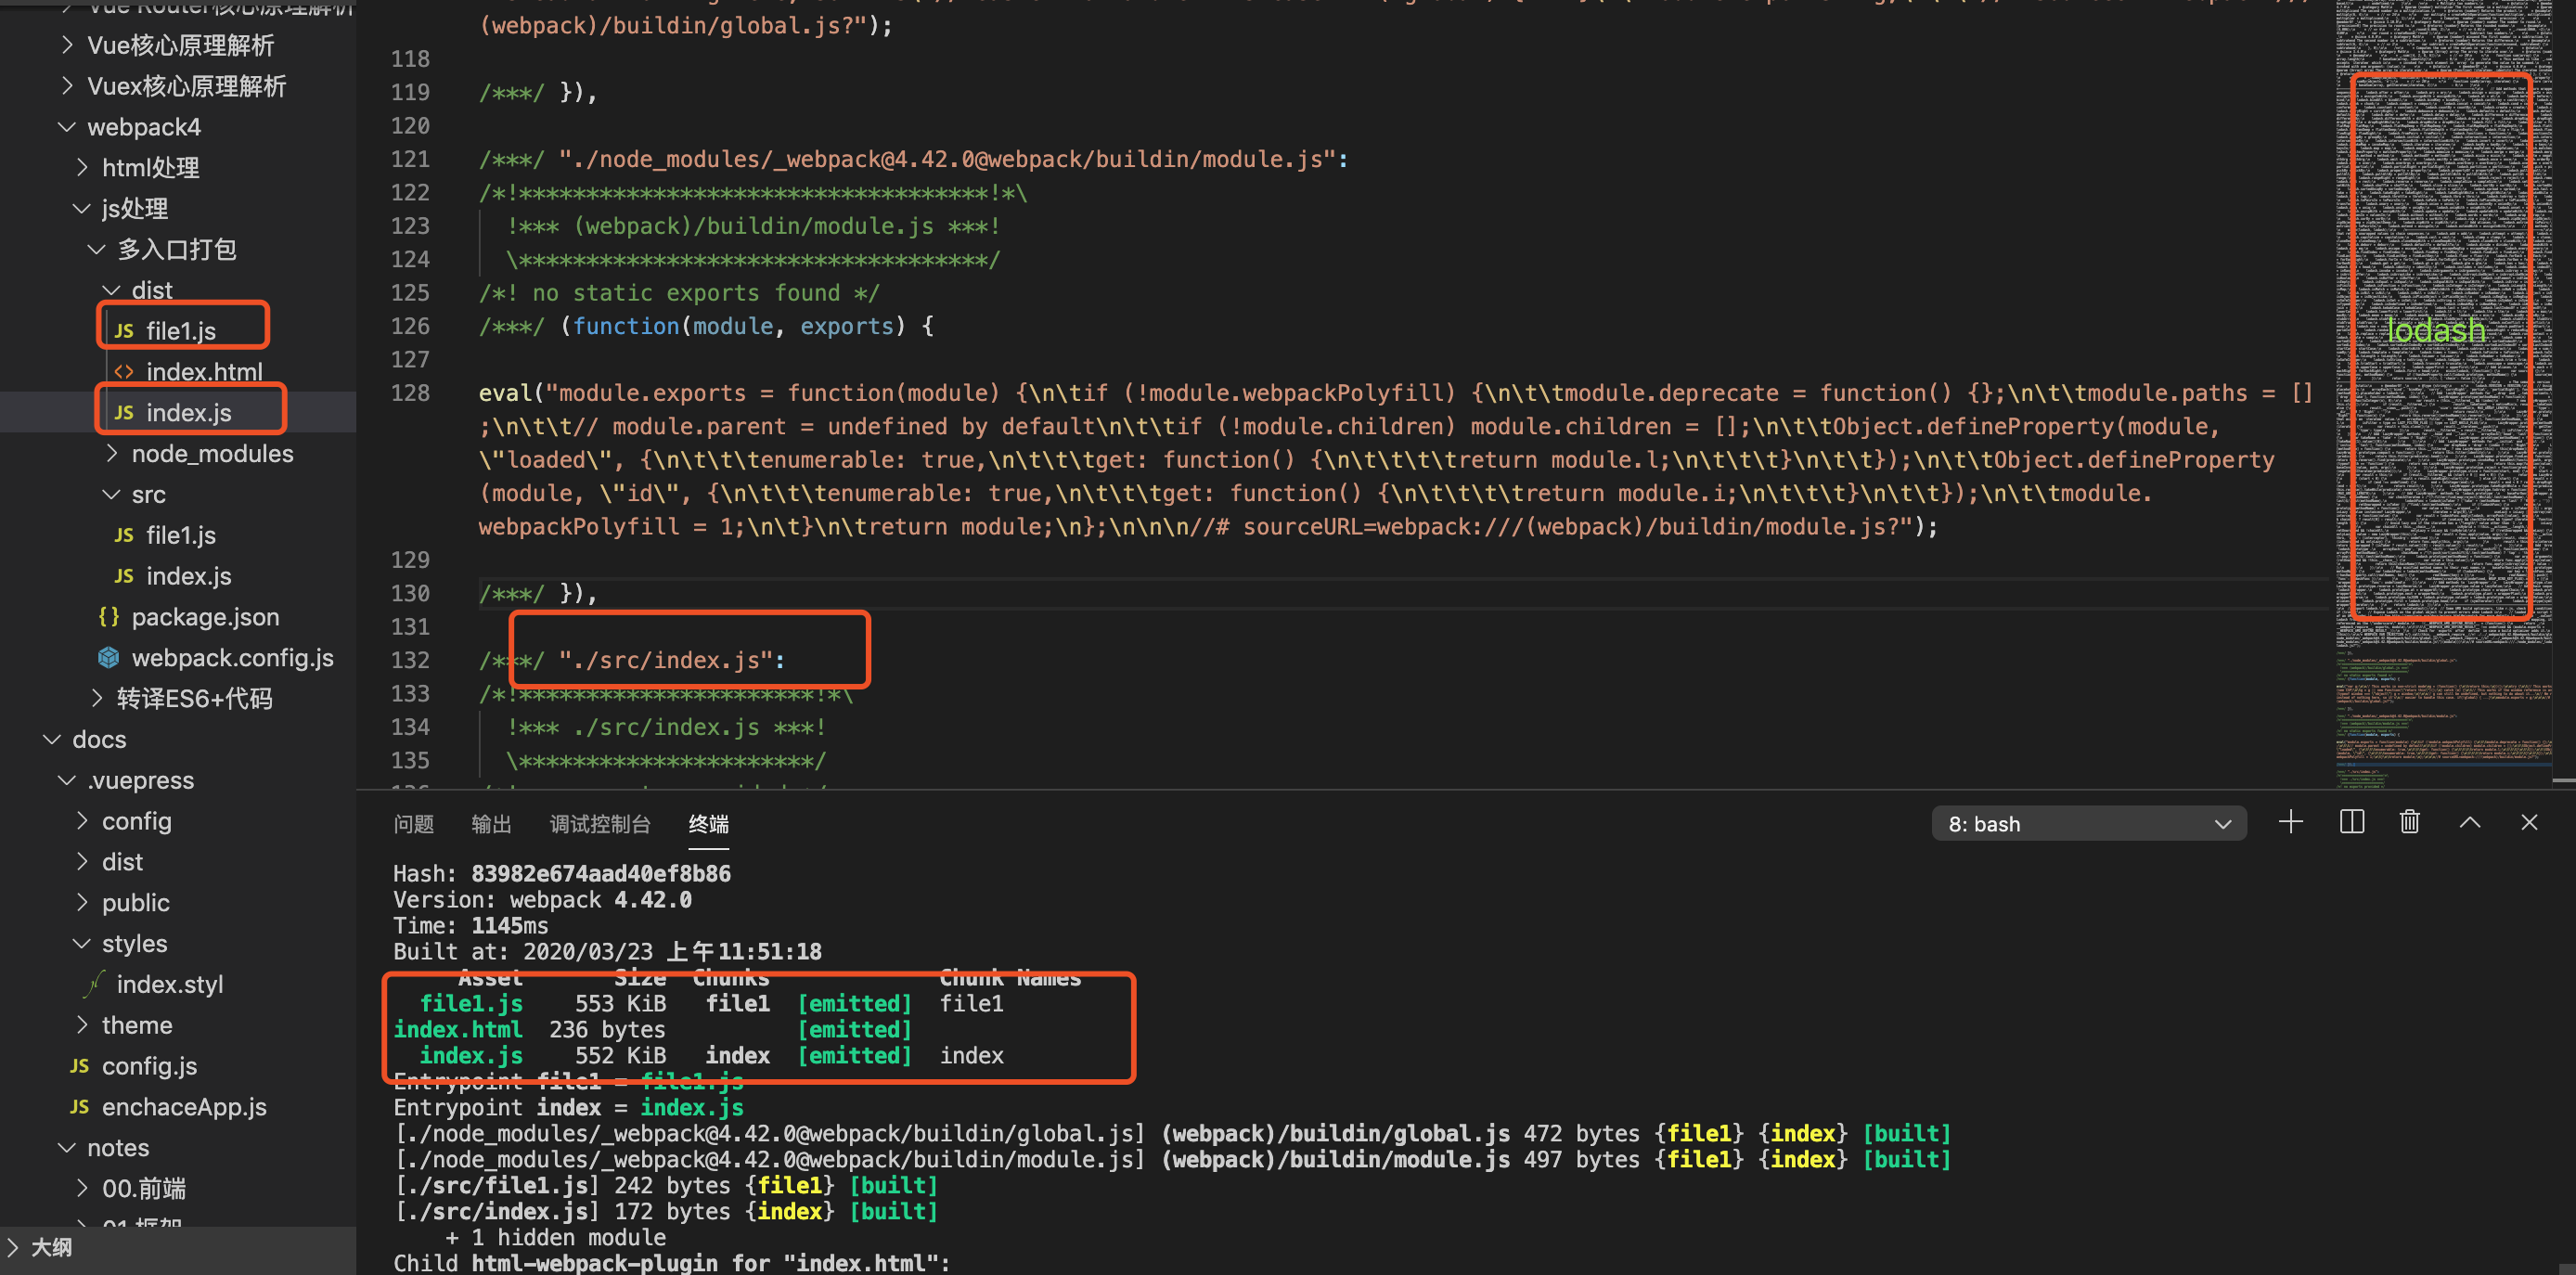 Vue核心原理解析
Vuex核心原理解析
webpack4
html处理
js处理
多入口打包
dist
JS file1.js
<> index.html
JS index.js
node_modules
src
JS file1.js
JS index.js
{} package.json
webpack.config.js
转译ES6+代码
docs
.vuepress
config
dist
public
styles
index.styl
theme
JS config.js
JS enchaceApp.js
notes
00.前端
01.框架
大纲
(webpack)/buildin/global.js?");
118
119 /***/ }),
120
121 /***/ "./node_modules/_webpack@4.42.0@webpack/buildin/module.js":
122 /*!***********************************!*\
123 !*** (webpack)/buildin/module.js ***!
124 \***********************************/
125 /*! no static exports found */
126 /***/ (function(module, exports) {
127
128 eval("module.exports = function(module) {\n\tif (!module.webpackPolyfill) {\n\t\tmodule.deprecate = function() {};\n\t\tmodule.paths = []
;\n\t\t// module.parent = undefined by default\n\t\tif (!module.children) module.children = [];\n\t\tObject.defineProperty(module,
\"loaded\", {\n\t\t\tenumerable: true,\n\t\t\tget: function() {\n\t\t\t\treturn module.l;\n\t\t\t}\n\t\t});\n\t\tObject.defineProperty
(module, \"id\", {\n\t\t\tenumerable: true,\n\t\t\tget: function() {\n\t\t\t\treturn module.i;\n\t\t\t}\n\t\t});\n\t\tmodule.
webpackPolyfill = 1;\n\t}\n\treturn module;\n};\n\n\n//# sourceURL=webpack:///(webpack)/buildin/module.js?");
129
130 /***/ }),
131
132 /***/ "./src/index.js":
133 /*!**********************!*\
134 !*** ./src/index.js ***!
135 \**********************/
lodash
问题 输出 调试控制台 终端
8: bash
Hash: 83982e674aad40ef8b86
Version: webpack 4.42.0
Time: 1145ms
Built at: 2020/03/23 上午11:51:18
Asset Size Chunks Chunk Names
file1.js 553 KiB file1 [emitted] file1
index.html 236 bytes [emitted]
index.js 552 KiB index [emitted] index
Entrypoint file1 = file1.js
Entrypoint index = index.js
[./node_modules/_webpack@4.42.0@webpack/buildin/global.js] (webpack)/buildin/global.js 472 bytes {file1} {index} [built]
[./node_modules/_webpack@4.42.0@webpack/buildin/module.js] (webpack)/buildin/module.js 497 bytes {file1} {index} [built]
[./src/file1.js] 242 bytes {file1} [built]
[./src/index.js] 172 bytes {index} [built]
+ 1 hidden module
Child html-webpack-plugin for "index.html":